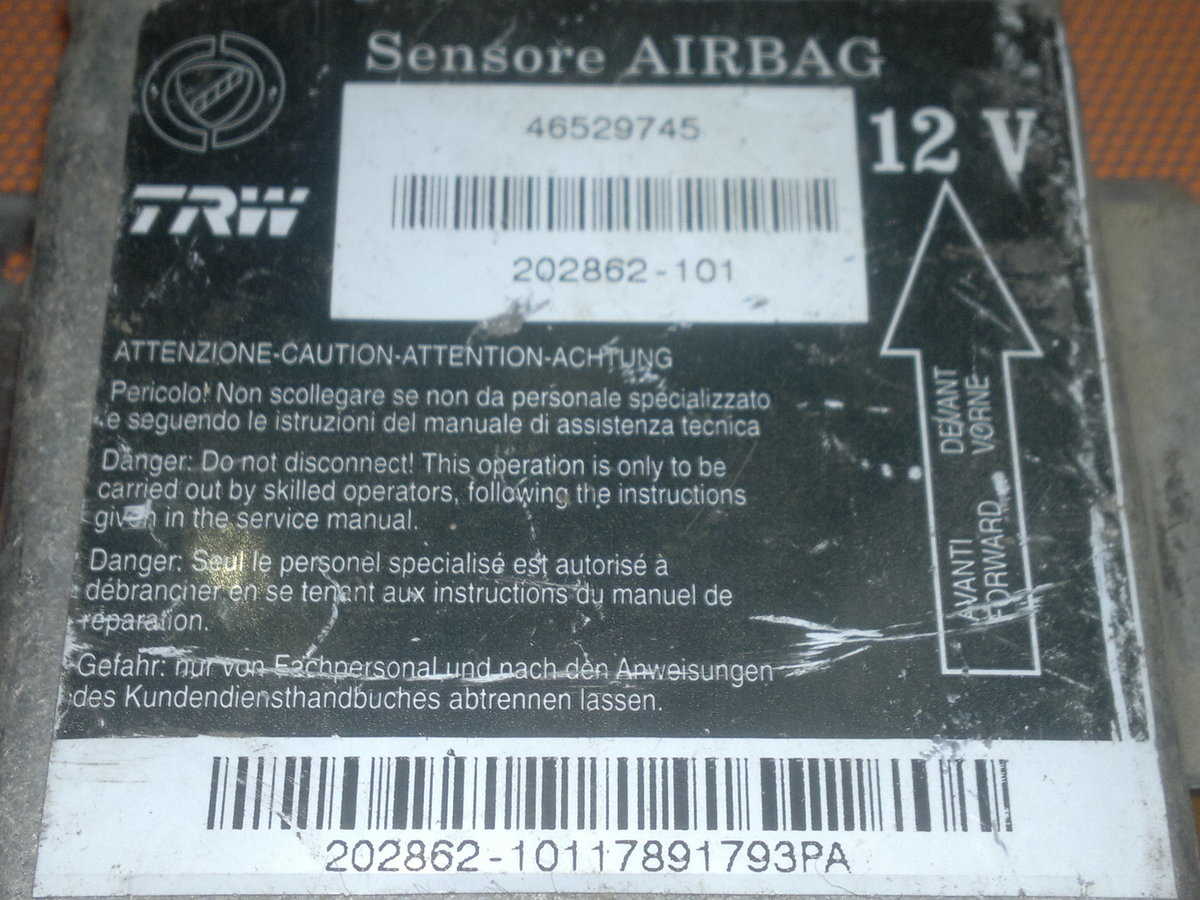 Sensore AIRBAG
46529745
12 V
TRW
202862-101
ATTENZIONE-CAUTION-ATTENTION-ACHTUNG
Pericolo! Non scollegare se non da personale specializzato
e seguendo le istruzioni del manuale di assistenza tecnica
Danger: Do not disconnect! This operation is only to be
carried out by skilled operators, following the instructions
given in the service manual.
Danger: Seul le personel specialisé est autorisé à
débrancher en se tenant aux instructions du manuel de
reparation.
Gefahr: nur von Fachpersonal und nach den Anweisungen
des Kundendiensthandbuches abtrennen lassen.
AVANTI DEVANT
FORWARD VORNE
202862-10117891793PA